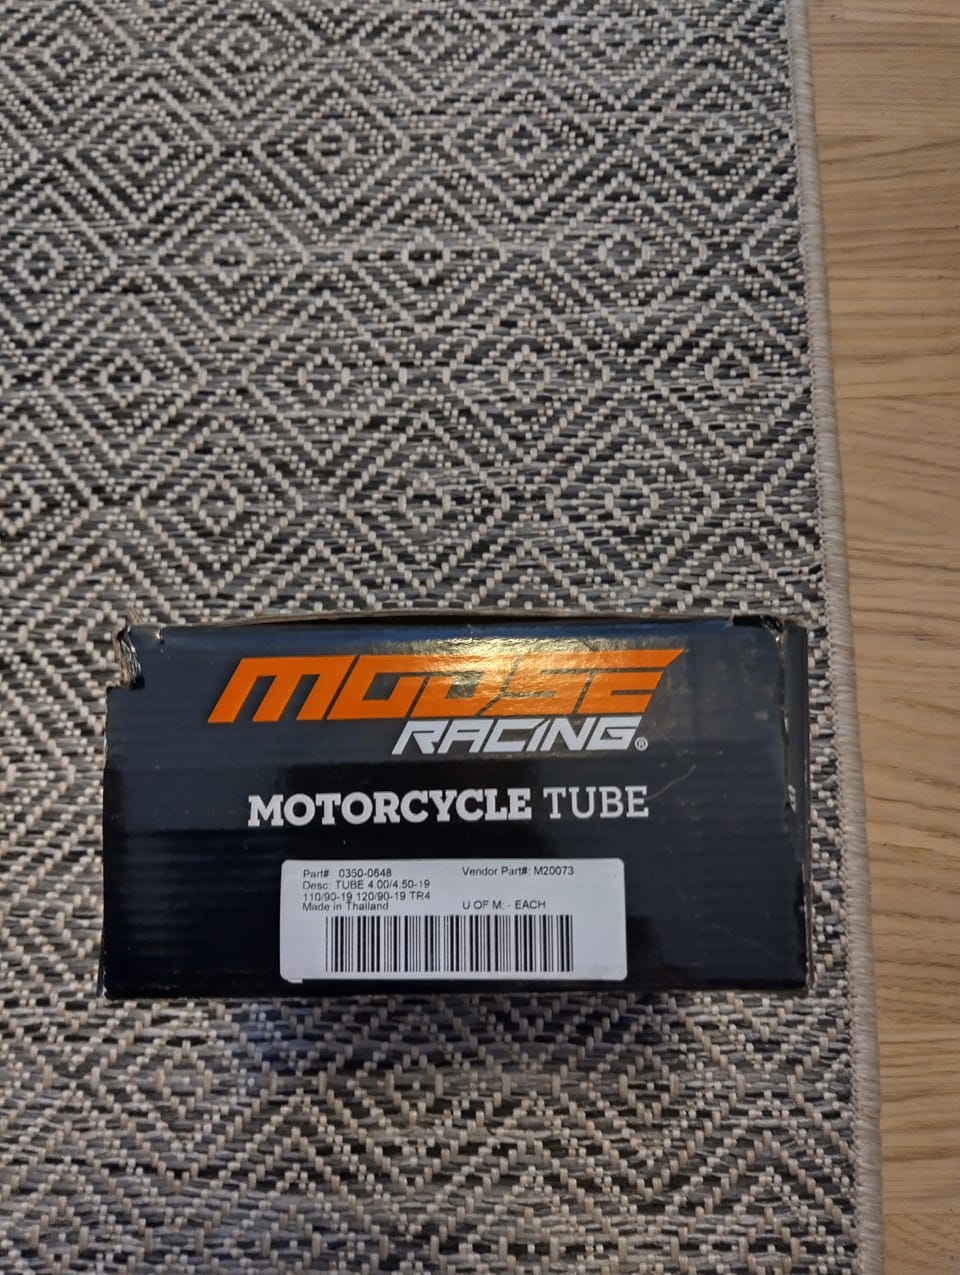 MOOSE
RACING®
MOTORCYCLE TUBE
Part# 0350-0648 Vendor Part#: M20073
Desc: TUBE 4.00/4.50-19
110/90-19 120/90-19 TR4
Made in Thailand U OF M: - EACH